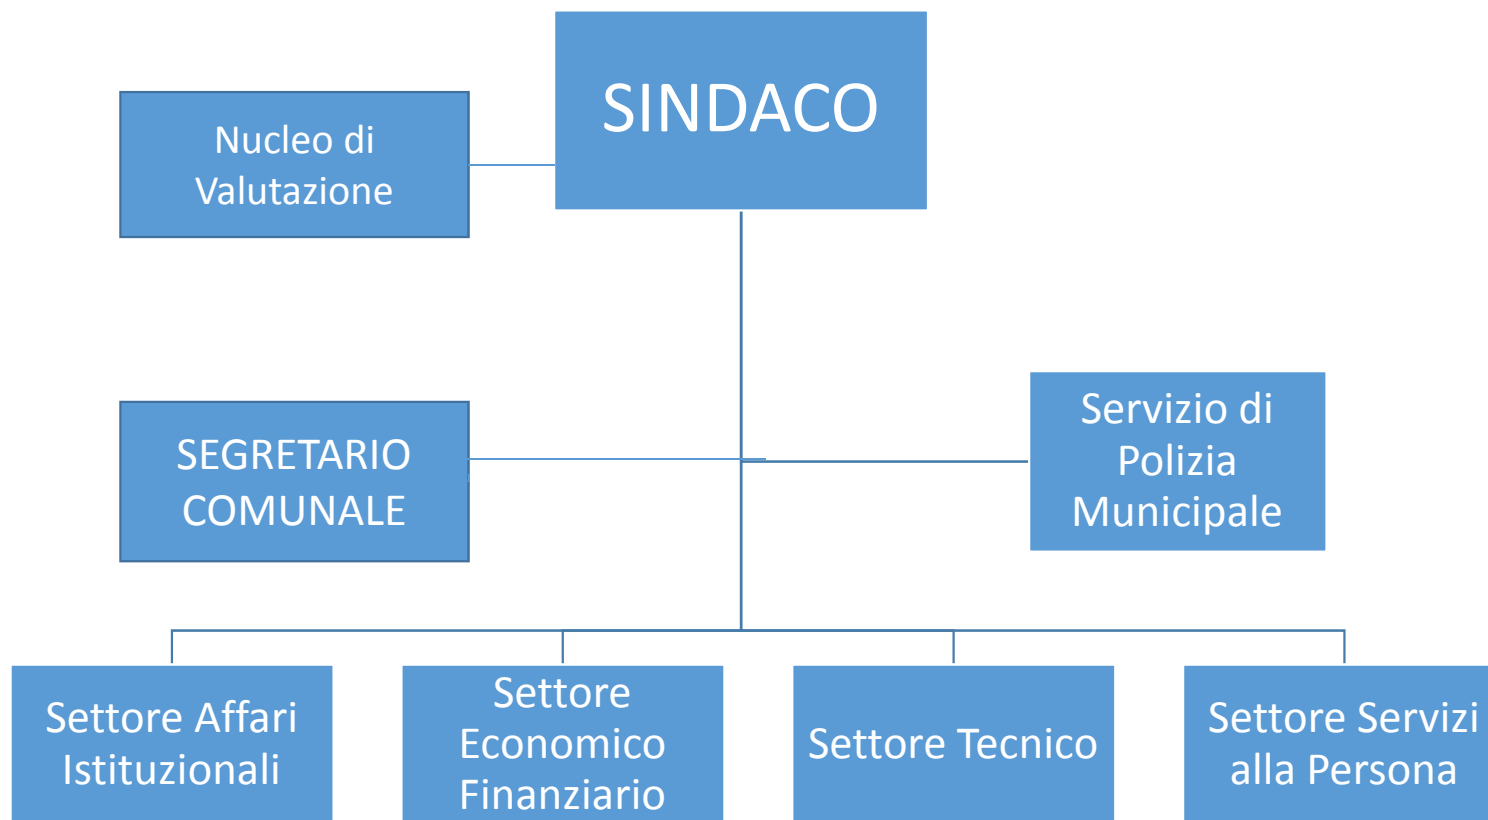 SINDACO
Nucleo di
Valutazione
SEGRETARIO
COMUNALE
Servizio di
Polizia
Municipale
Settore Affari
Istituzionali
Settore
Economico
Finanziario
Settore Tecnico
Settore Servizi
alla Persona